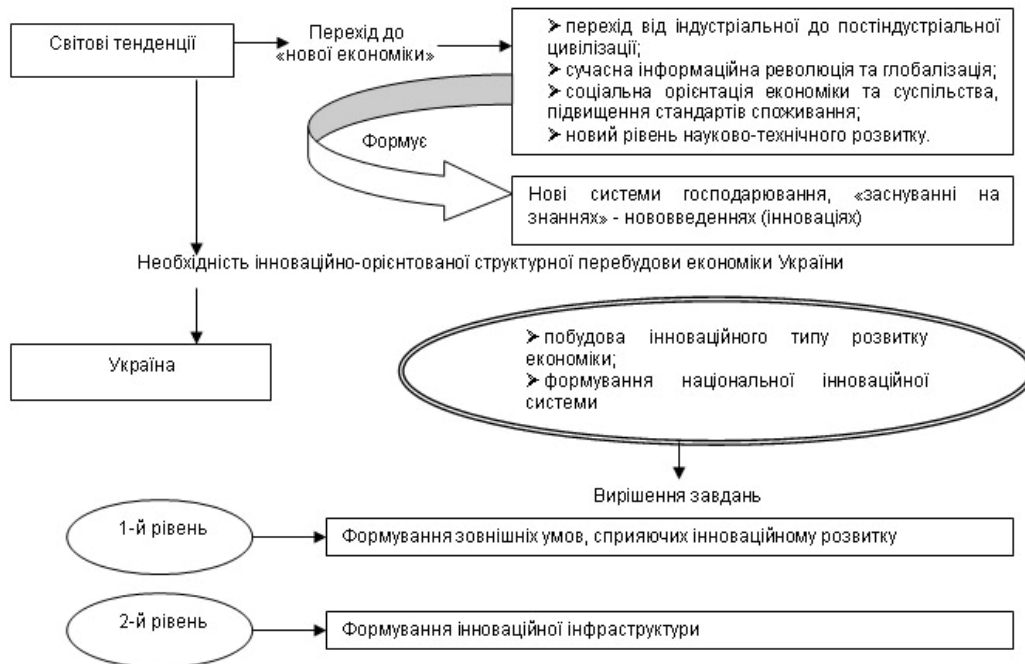 Світові тенденції
Перехід до
«нової економіки»
➤ перехід від індустріальної до постіндустріальної
цивілізації;
➤ сучасна інформаційна революція та глобалізація;
➤ соціальна орієнтація економіки та суспільства,
підвищення стандартів споживання;
➤ новий рівень науково-технічного розвитку.
Формує
Нові системи господарювання, «заснуванні на
знаннях» - нововведеннях (інноваціях)
Необхідність інноваційно-орієнтованої структурної перебудови економіки України
Україна
➤ побудова інноваційного типу розвитку
економіки;
➤ формування національної інноваційної
системи
Вирішення завдань
1-й рівень
Формування зовнішніх умов, сприяючих інноваційному розвитку
2-й рівень
Формування інноваційної інфраструктури